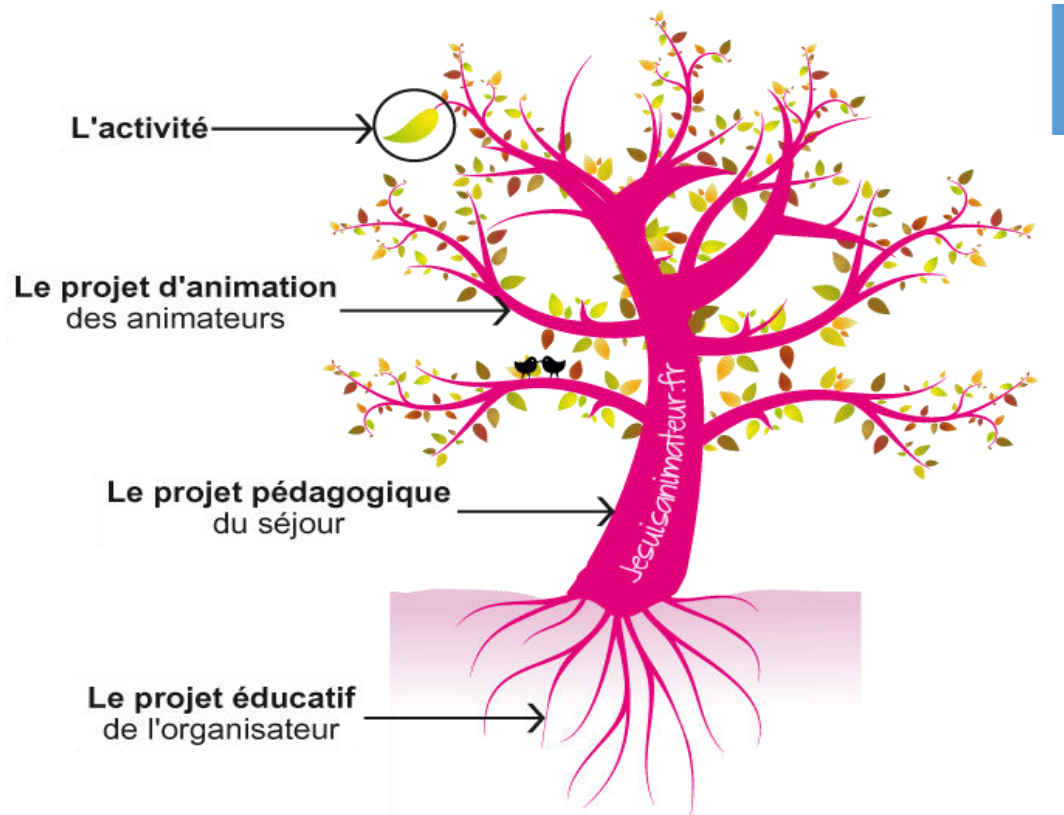 L'activité
Le projet d'animation
des animateurs
Le projet pédagogique
du séjour
Jesuisanimateur.fr
Le projet éducatif
de l'organisateur